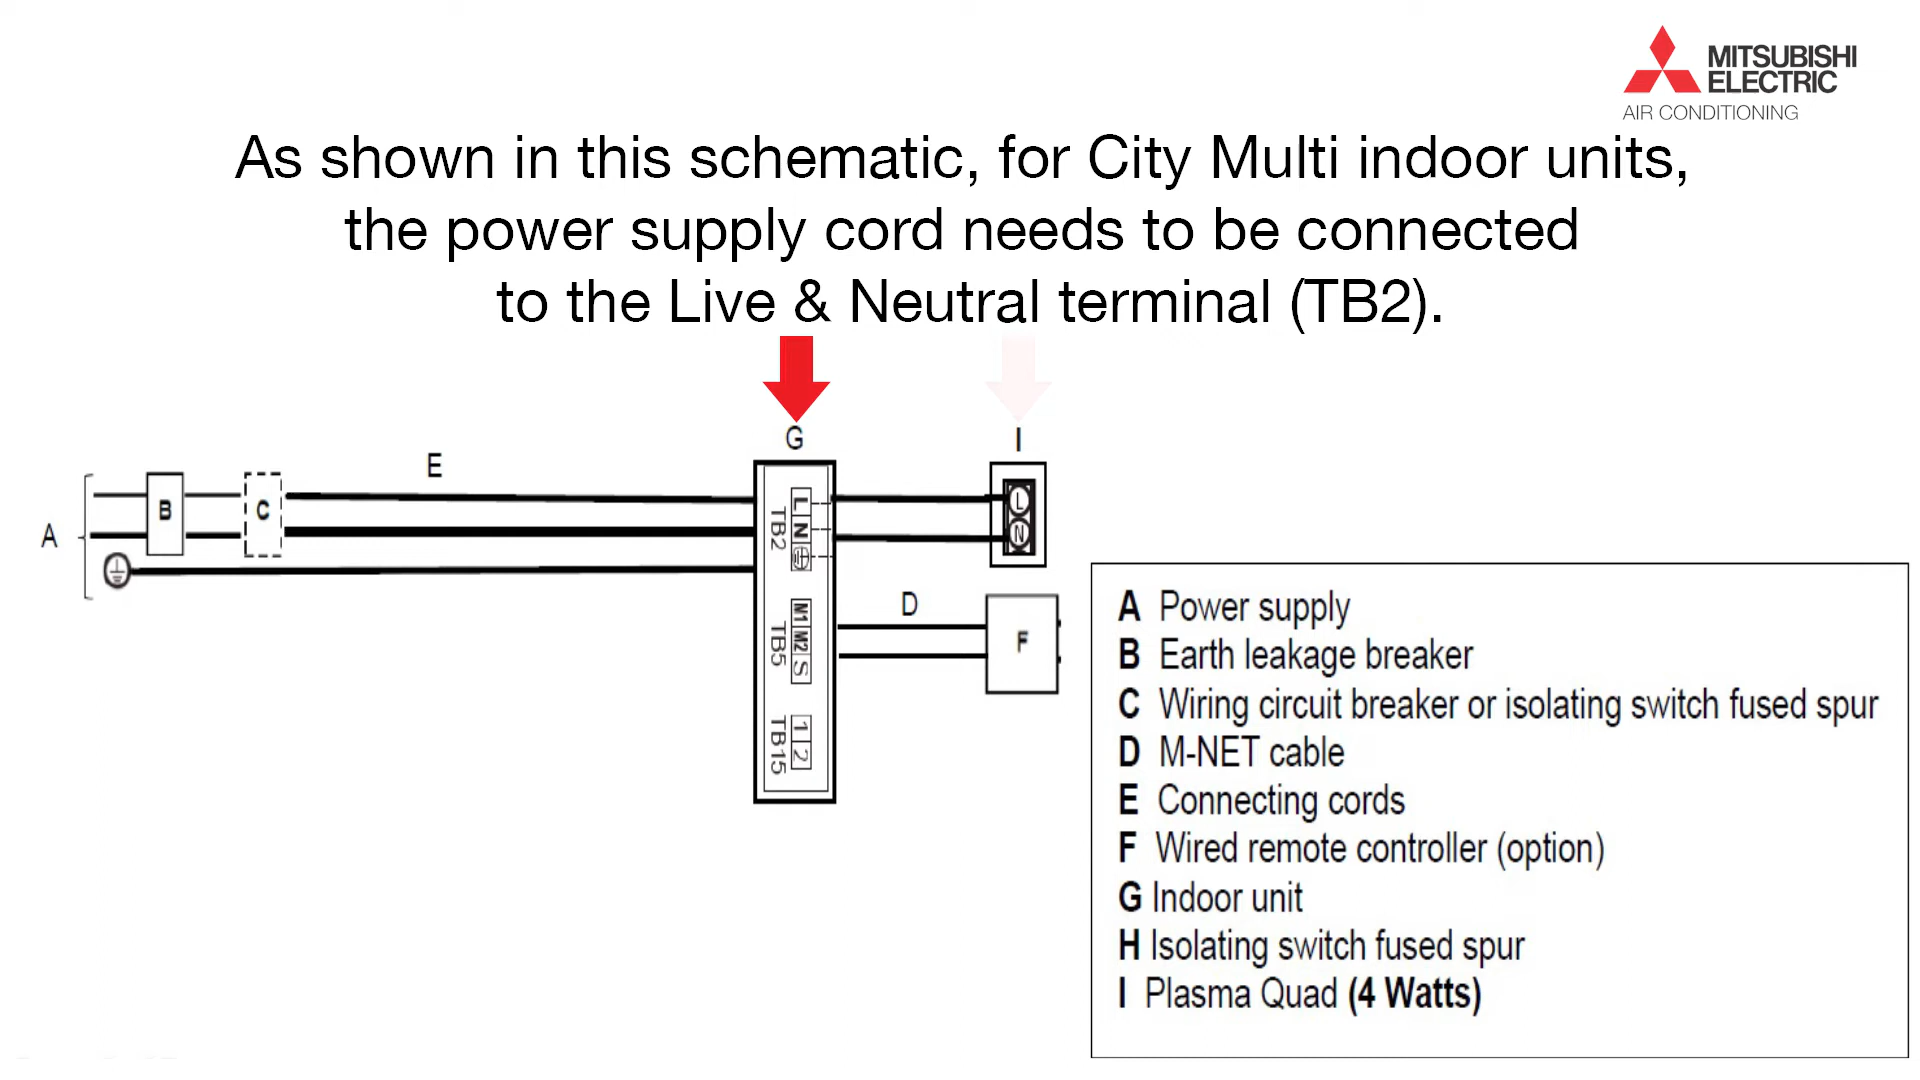 MITSUBISHI
ELECTRIC
AIR CONDITIONING
As shown in this schematic, for City Multi indoor units,
the power supply cord needs to be connected
to the Live & Neutral terminal (TB2).
G
I
E
A
B
C
L
N
TB2
L
N
D
M1
M2
S
TB5
F
1
2
TB15
A Power supply
B Earth leakage breaker
C Wiring circuit breaker or isolating switch fused spur
D M-NET cable
E Connecting cords
F Wired remote controller (option)
G Indoor unit
H Isolating switch fused spur
I Plasma Quad (4 Watts)